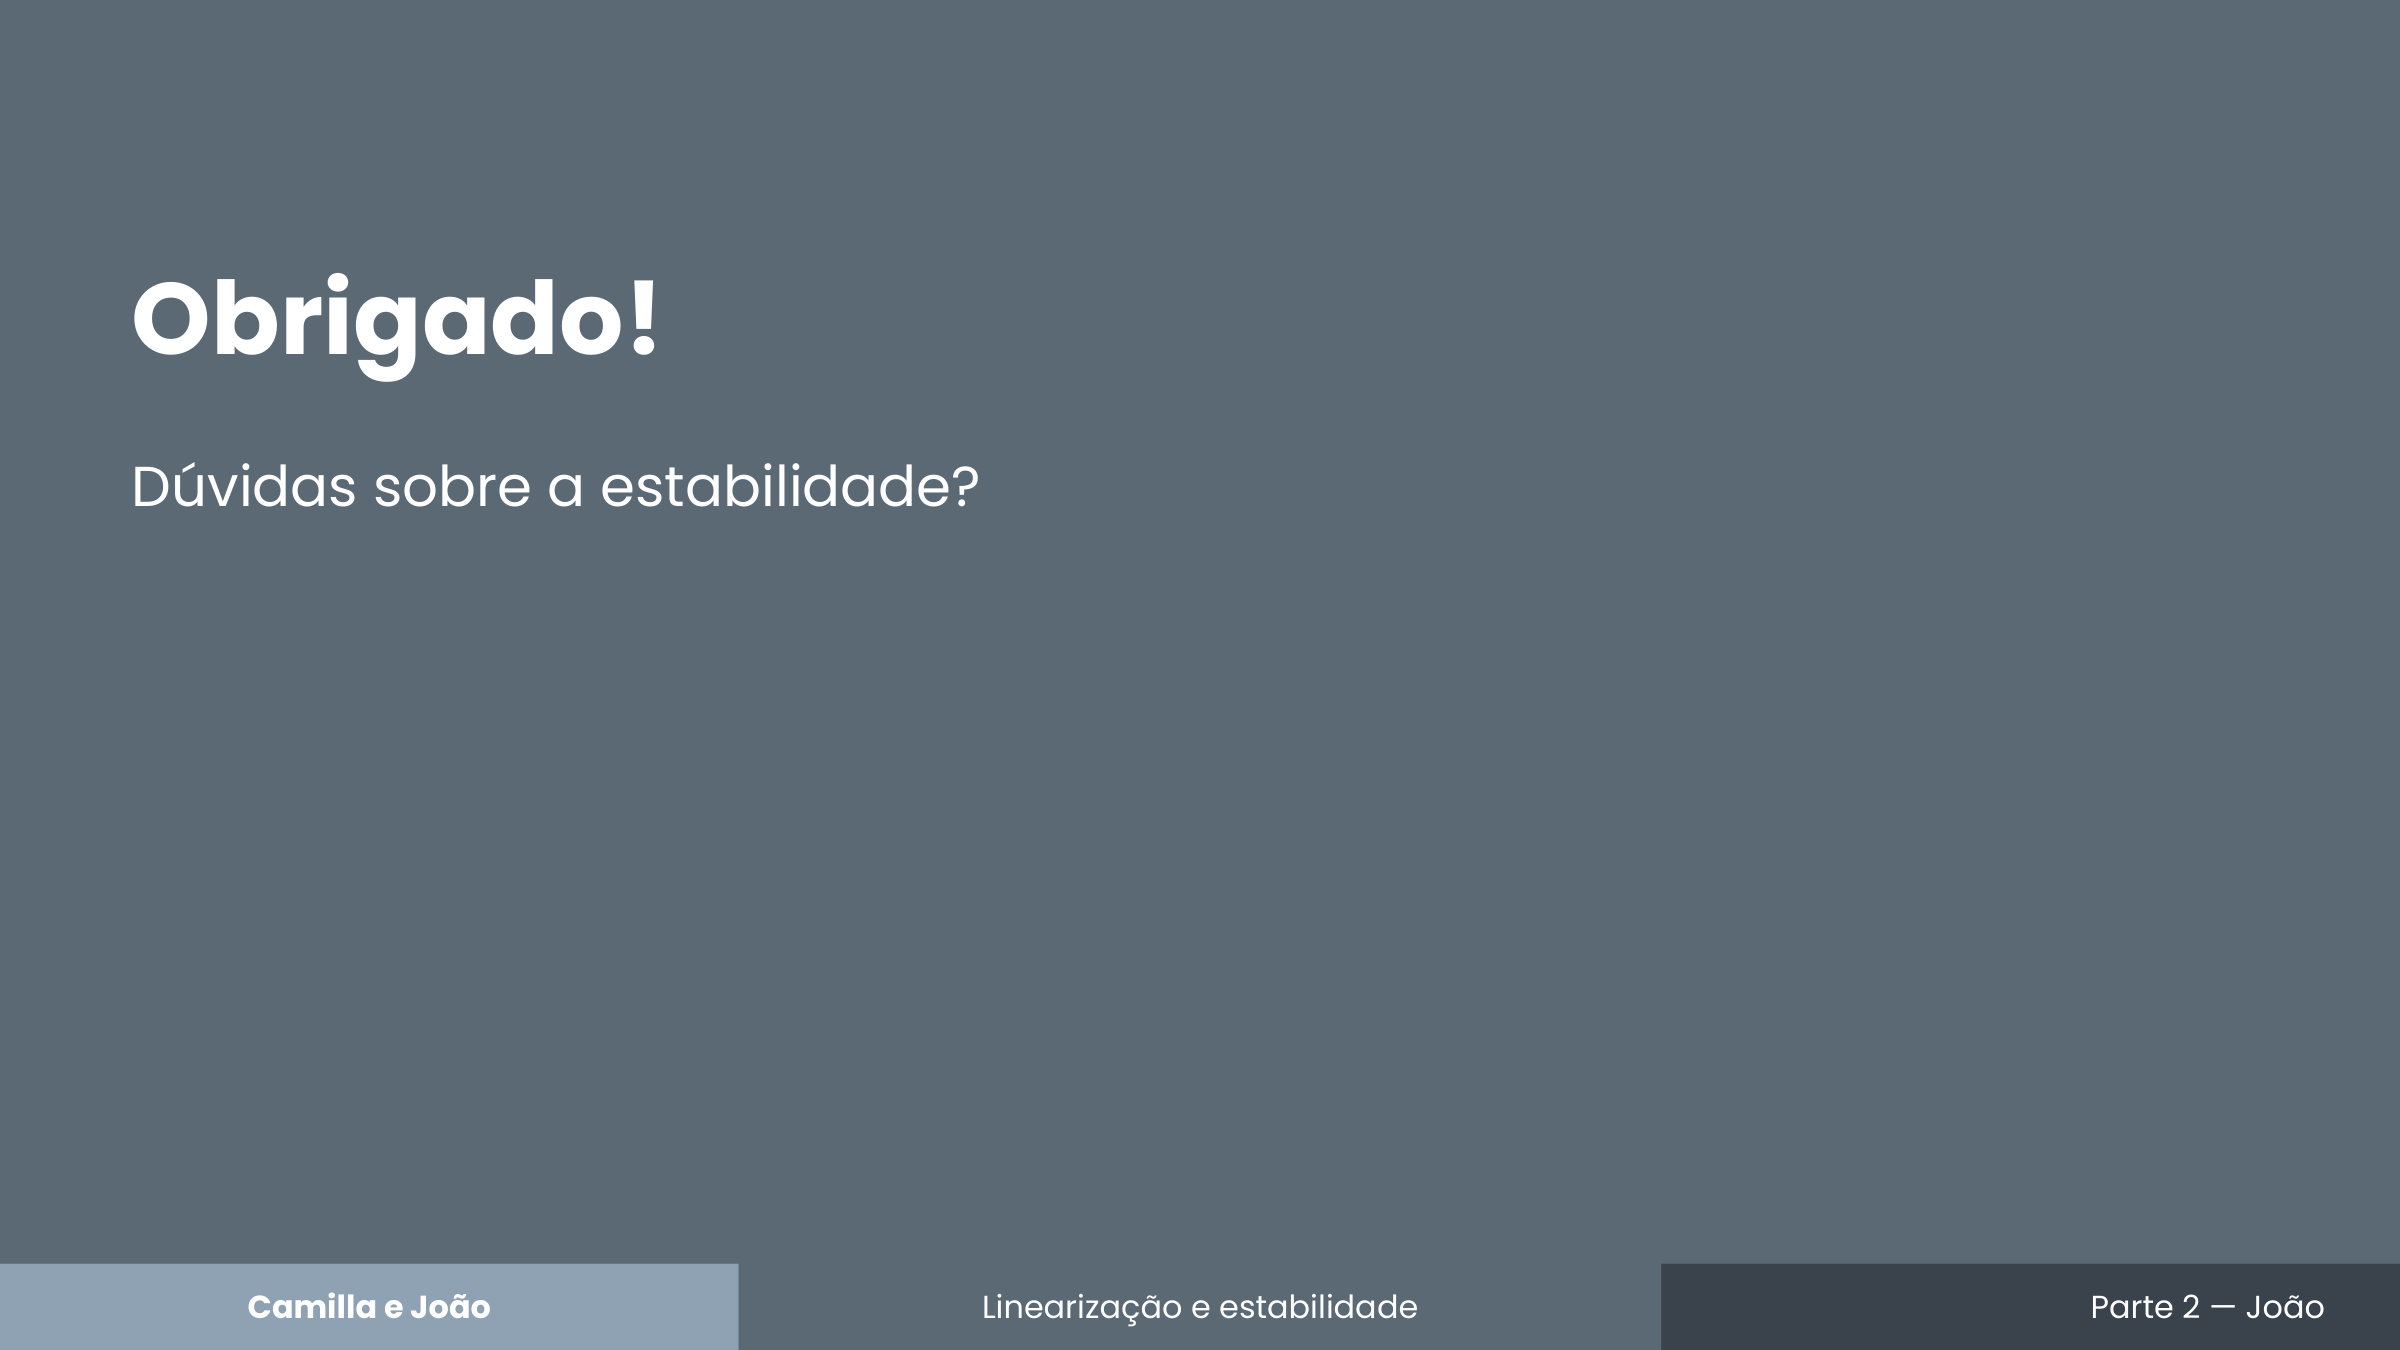 Obrigado!
Dúvidas sobre a estabilidade?
Camilla e João
Linearização e estabilidade
Parte 2 — João